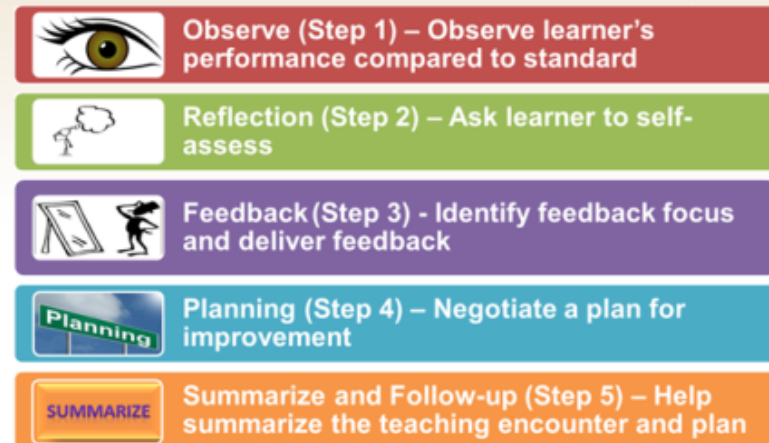 Observe (Step 1) – Observe learner's
performance compared to standard
Reflection (Step 2) – Ask learner to self-
assess
Feedback (Step 3) - Identify feedback focus
and deliver feedback
Planning
Planning (Step 4) – Negotiate a plan for
improvement
SUMMARIZE
Summarize and Follow-up (Step 5) – Help
summarize the teaching encounter and plan